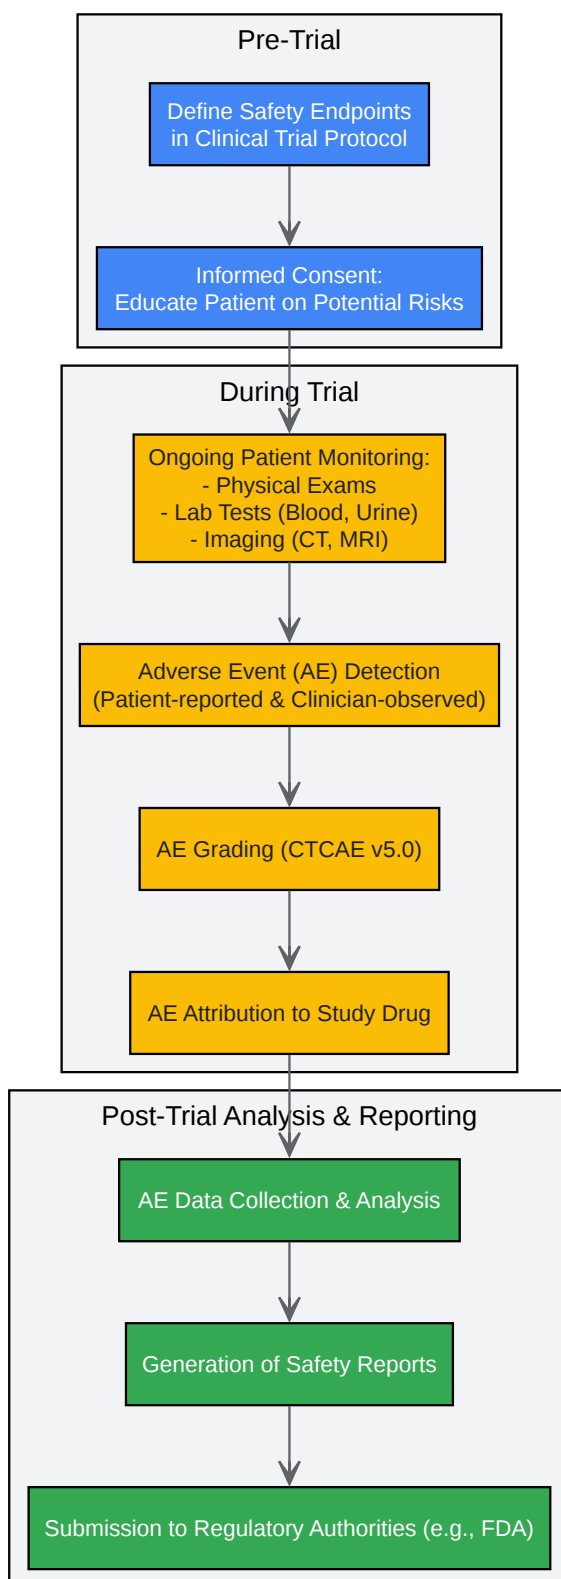 Pre-Trial
Define Safety Endpoints
in Clinical Trial Protocol
Informed Consent:
Educate Patient on Potential Risks
During Trial
Ongoing Patient Monitoring:
- Physical Exams
- Lab Tests (Blood, Urine)
- Imaging (CT, MRI)
Adverse Event (AE) Detection
(Patient-reported & Clinician-observed)
AE Grading (CTCAE v5.0)
AE Attribution to Study Drug
Post-Trial Analysis & Reporting
AE Data Collection & Analysis
Generation of Safety Reports
Submission to Regulatory Authorities (e.g., FDA)